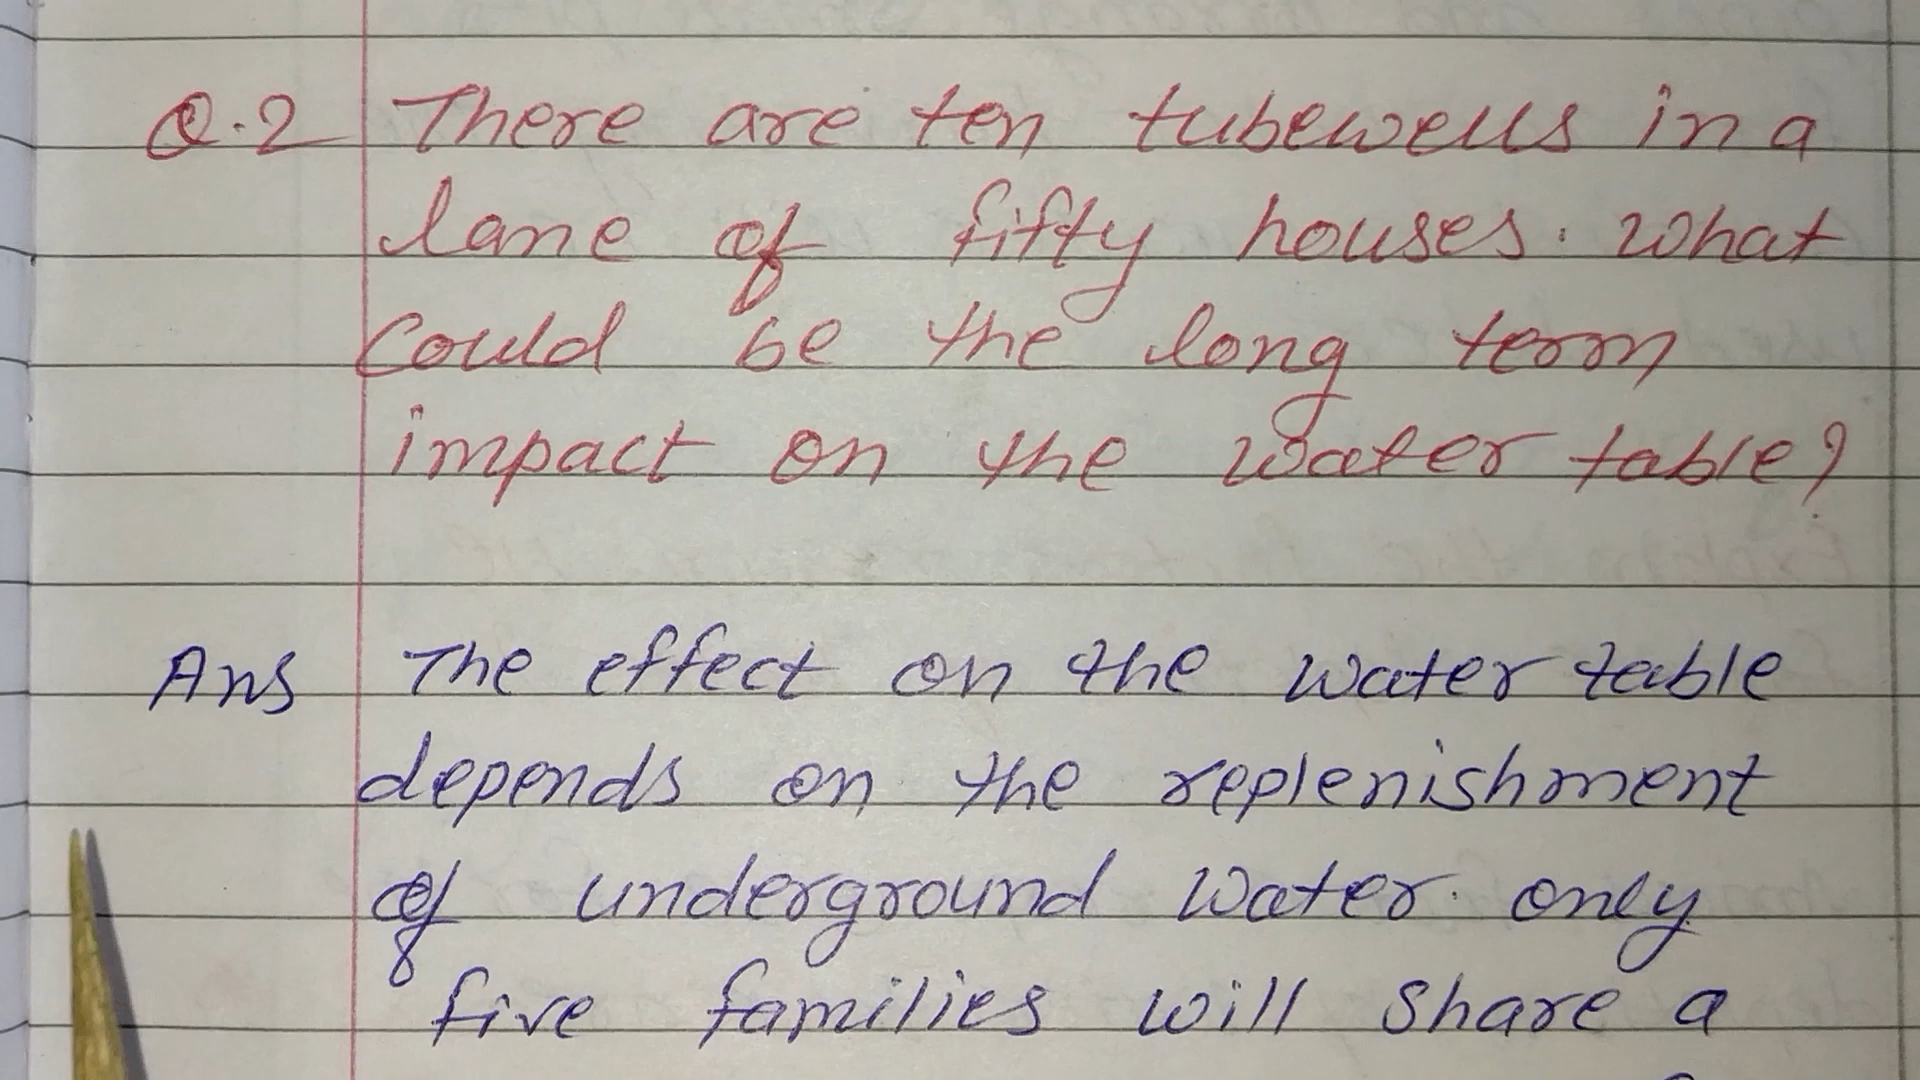 Q.2 There are ten tubewells in a
lane of fifty houses. What
could be the long term
impact on the water table?
Ans The effect on the water table
depends on the replenishment
of underground water. only
five families will share a